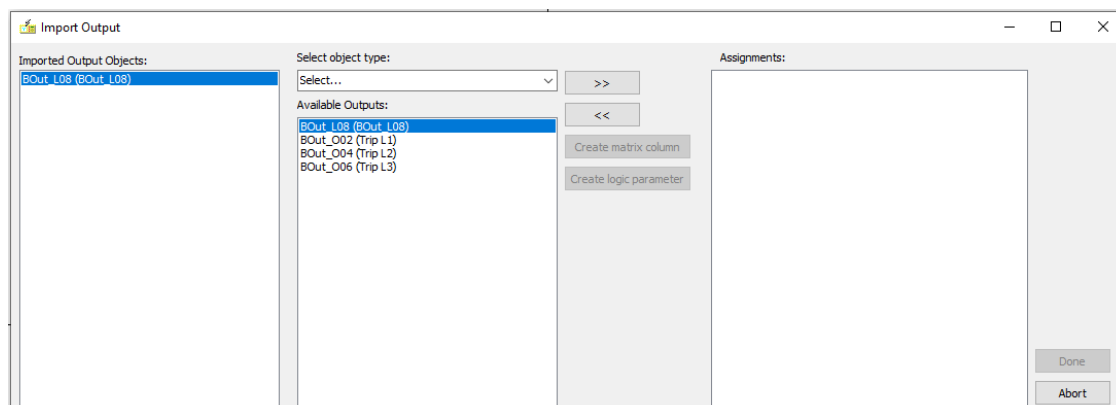 Import Output
Imported Output Objects:
BOut_L08 (BOut_L08)
Select object type:
Select...
Available Outputs:
BOut_L08 (BOut_L08)
BOut_O02 (Trip L1)
BOut_O04 (Trip L2)
BOut_O06 (Trip L3)
>>
<<
Create matrix column
Create logic parameter
Assignments:
Done
Abort